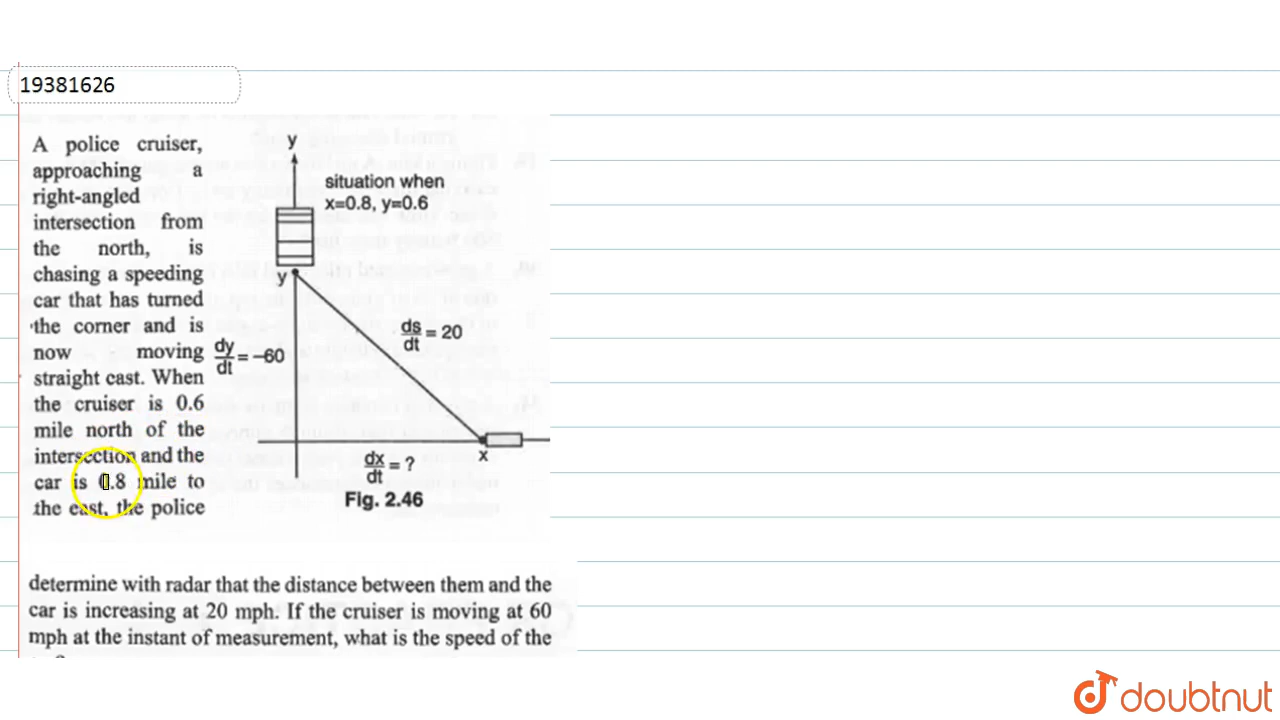 19381626
A police cruiser,
approaching a
right-angled
intersection from
the north, is
chasing a speeding
car that has turned
the corner and is
now moving
straight cast. When
the cruiser is 0.6
mile north of the
intersection and the
car is 0.8 mile to
the east, the police
y
situation when
x=0.8, y=0.6
y
ds/dt = 20
dy/dt = –60
x
dx/dt = ?
Fig. 2.46
determine with radar that the distance between them and the
car is increasing at 20 mph. If the cruiser is moving at 60
mph at the instant of measurement, what is the speed of the
doubtnut